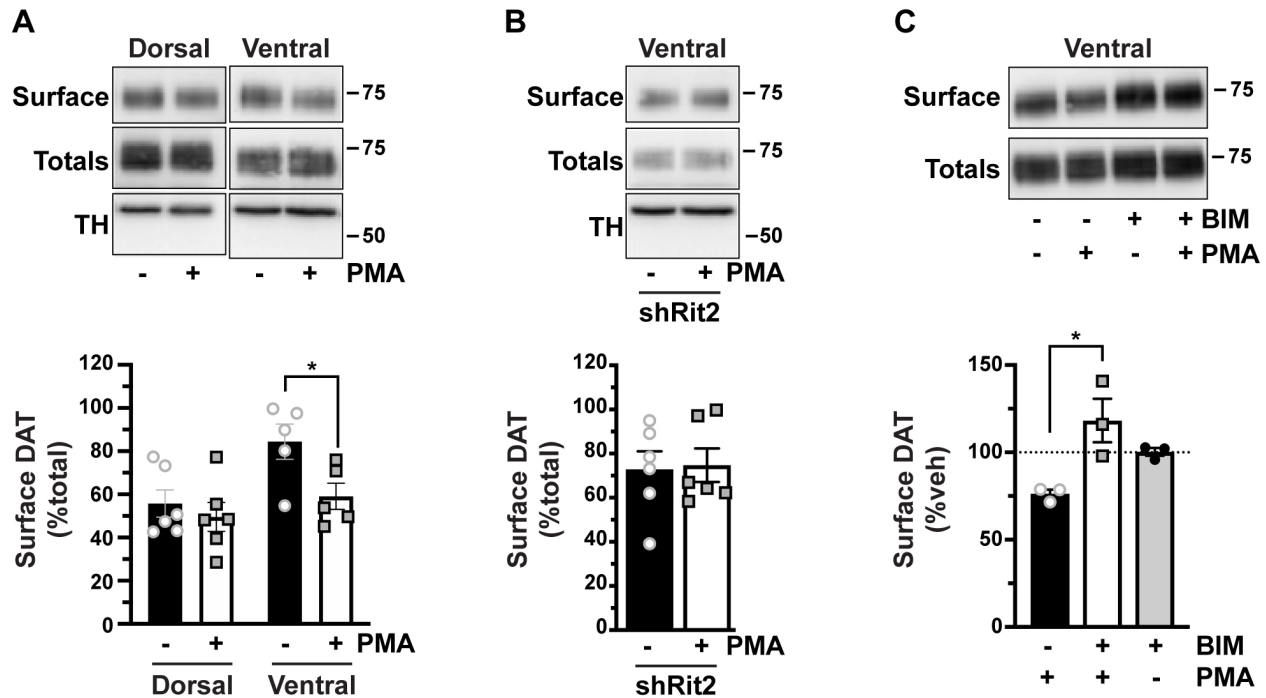 A
Dorsal Ventral
Surface
–75
Totals
–75
TH
–50
- + - + PMA
120
100
80
60
40
20
0
Surface DAT
(%total)
*
- + - + PMA
Dorsal Ventral
B
Ventral
Surface
–75
Totals
–75
TH
–50
- + PMA
shRit2
120
100
80
60
40
20
0
Surface DAT
(%total)
- + PMA
shRit2
C
Ventral
Surface
–75
Totals
–75
- - + + BIM
- + - + PMA
150
100
50
0
Surface DAT
(%veh)
*
- + + BIM
+ + - PMA